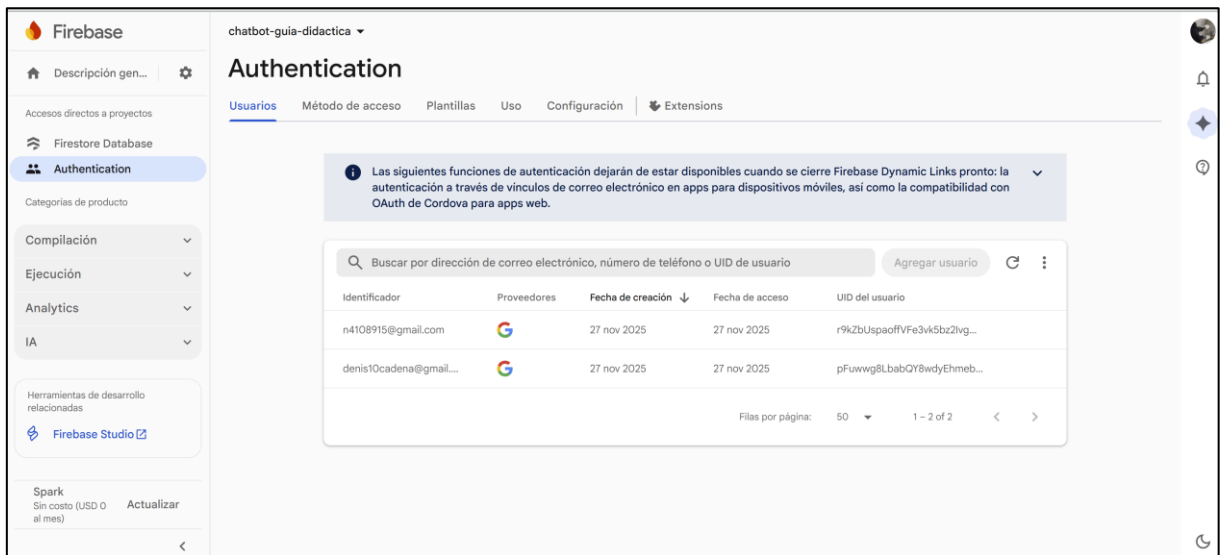 Firebase
Descripción gen...
Accesos directos a proyectos
Firestore Database
Authentication
Categorías de producto
Compilación
Ejecución
Analytics
IA
Herramientas de desarrollo
relacionadas
Firebase Studio
Spark
Sin costo (USD 0
al mes)
Actualizar
chatbot-guia-didactica
Authentication
Usuarios Método de acceso Plantillas Uso Configuración Extensions
Las siguientes funciones de autenticación dejarán de estar disponibles cuando se cierre Firebase Dynamic Links pronto: la
autenticación a través de vínculos de correo electrónico en apps para dispositivos móviles, así como la compatibilidad con
OAuth de Cordova para apps web.
Buscar por dirección de correo electrónico, número de teléfono o UID de usuario Agregar usuario
Identificador Proveedores Fecha de creación Fecha de acceso UID del usuario
n4108915@gmail.com 27 nov 2025 27 nov 2025 r9kZbUspaoffVFe3vk5bz2Ivg...
denis10cadena@gmail.... 27 nov 2025 27 nov 2025 pFuwwg8LbabQY8wdyEhmeb...
Filas por página: 50 1 – 2 of 2